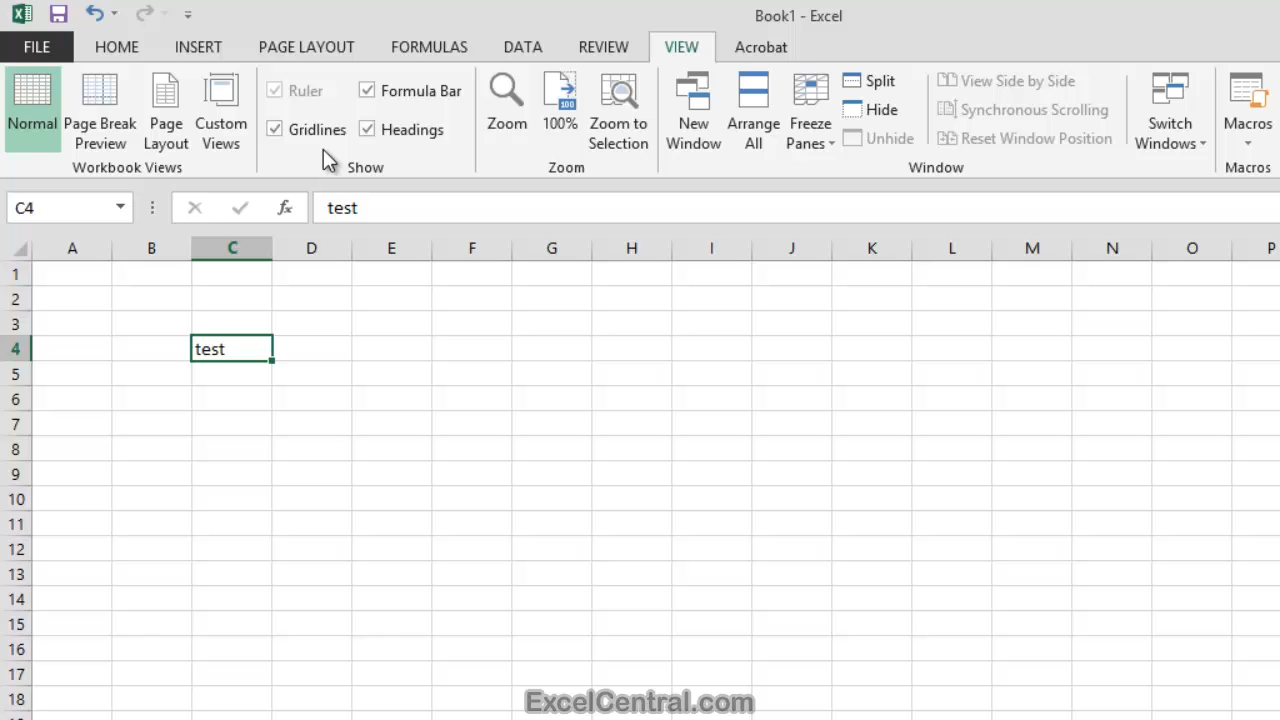 Book1 - Excel
FILE HOME INSERT PAGE LAYOUT FORMULAS DATA REVIEW VIEW Acrobat
Normal
Page Break
Preview
Page
Layout
Custom
Views
Workbook Views
Ruler
Formula Bar
Gridlines
Headings
Show
Zoom
100
100%
Zoom to
Selection
Zoom
New
Window
Arrange
All
Freeze
Panes
Split
Hide
Unhide
View Side by Side
Synchronous Scrolling
Reset Window Position
Window
Switch
Windows
Macros
Macros
C4 fx test
A B C D E F G H I J K L M N O P
1
2
3
4 test
5
6
7
8
9
10
11
12
13
14
15
16
17
18
ExcelCentral.com